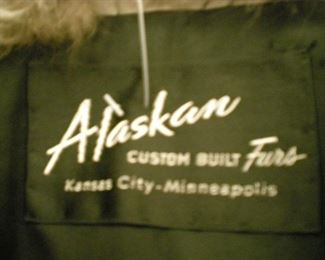 Alaskan
CUSTOM BUILT Furs
Kansas City-Minneapolis